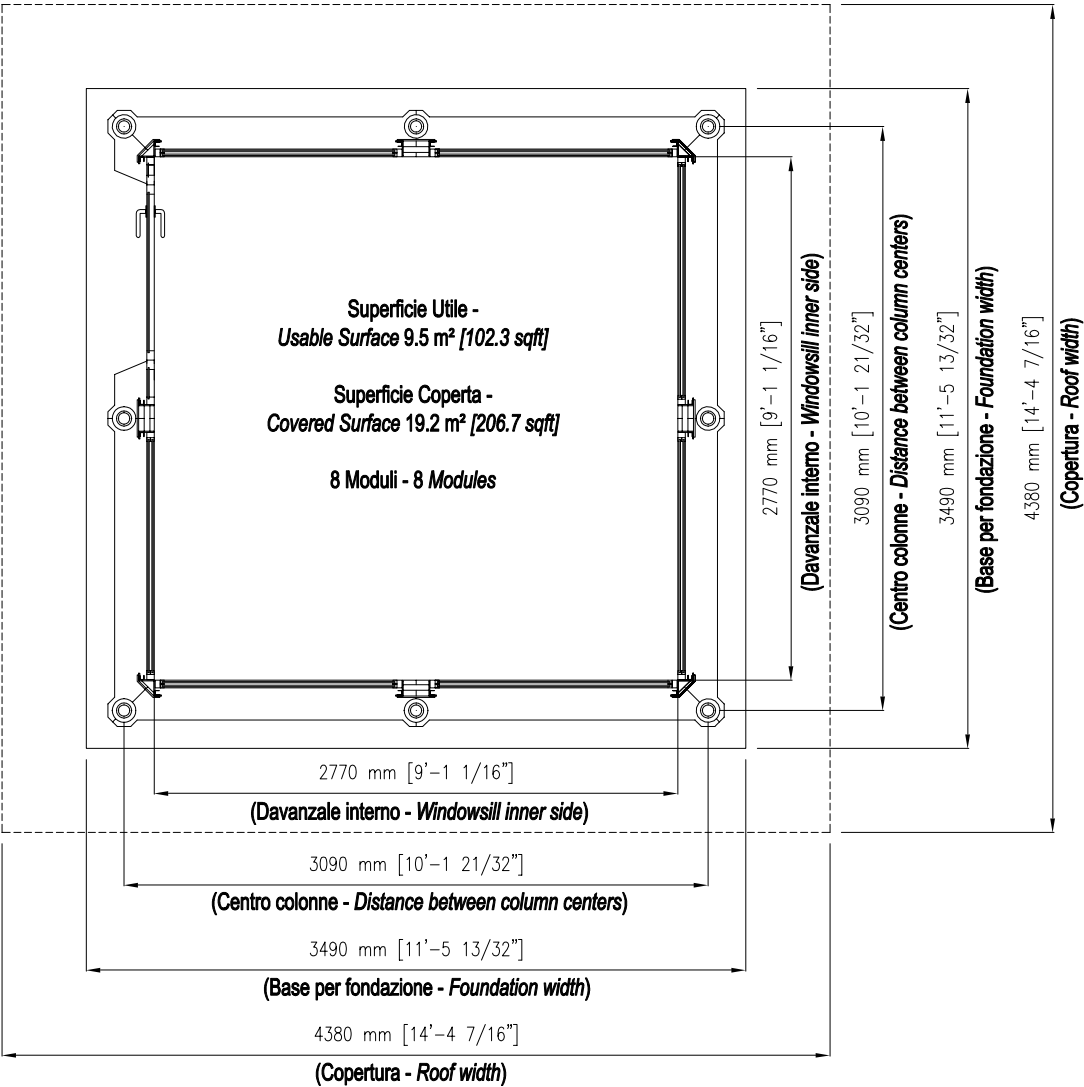 Superficie Utile -
Usable Surface 9.5 m² [102.3 sqft]
Superficie Coperta -
Covered Surface 19.2 m² [206.7 sqft]
8 Moduli - 8 Modules
2770 mm [9'-1 1/16"]
(Davanzale interno - Windowsill inner side)
3090 mm [10'-1 21/32"]
(Centro colonne - Distance between column centers)
3490 mm [11'-5 13/32"]
(Base per fondazione - Foundation width)
4380 mm [14'-4 7/16"]
(Copertura - Roof width)
2770 mm [9'-1 1/16"]
(Davanzale interno - Windowsill inner side)
3090 mm [10'-1 21/32"]
(Centro colonne - Distance between column centers)
3490 mm [11'-5 13/32"]
(Base per fondazione - Foundation width)
4380 mm [14'-4 7/16"]
(Copertura - Roof width)